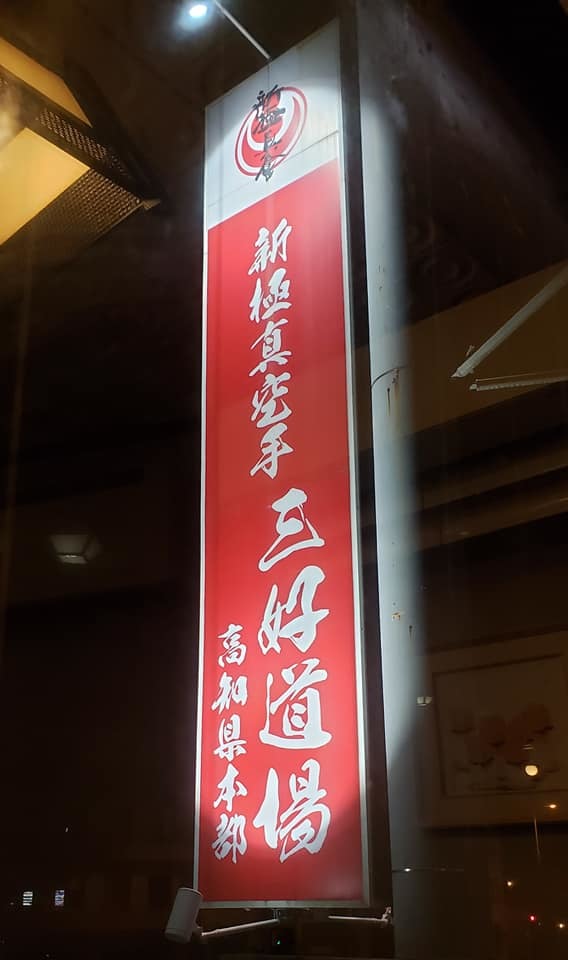 新極真会
新極真空手
三好道場
高知県本部